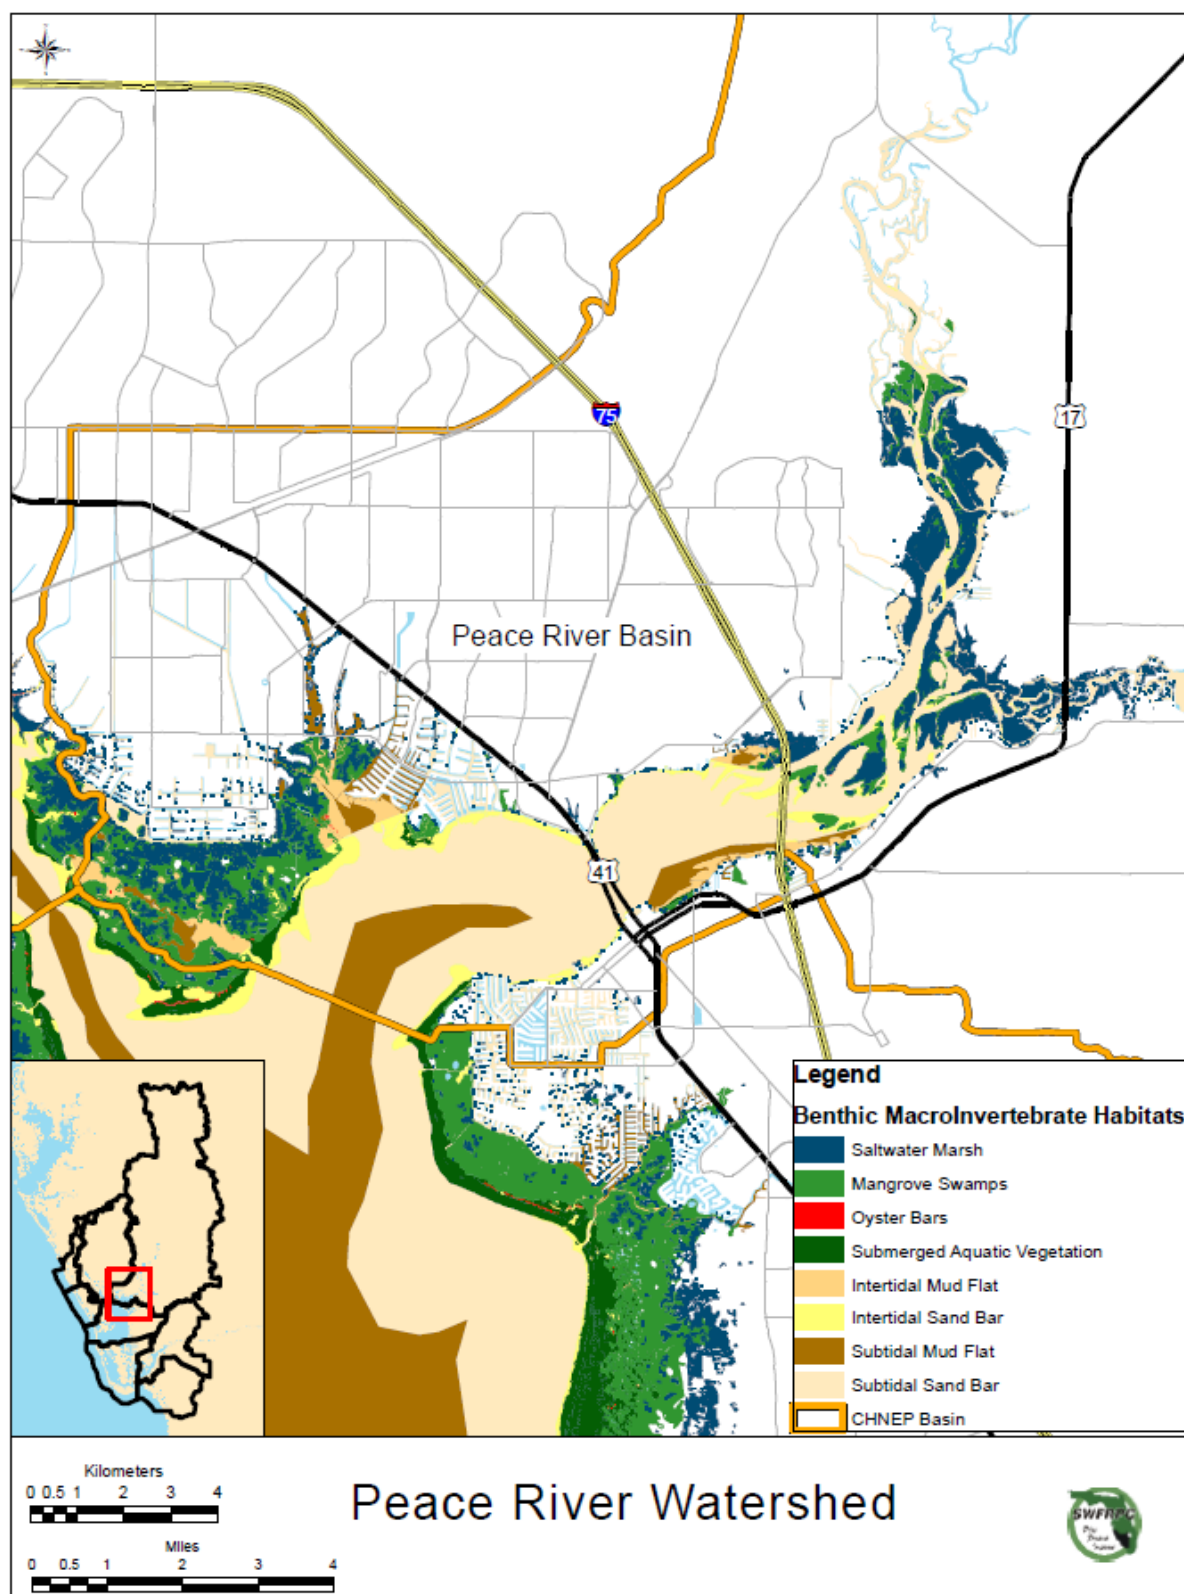 75
17
Peace River Basin
41
Legend
Benthic MacroInvertebrate Habitats
Saltwater Marsh
Mangrove Swamps
Oyster Bars
Submerged Aquatic Vegetation
Intertidal Mud Flat
Intertidal Sand Bar
Subtidal Mud Flat
Subtidal Sand Bar
CHNEP Basin
Kilometers
0 0.5 1 2 3 4
Miles
0 0.5 1 2 3 4
Peace River Watershed
SWFRPC